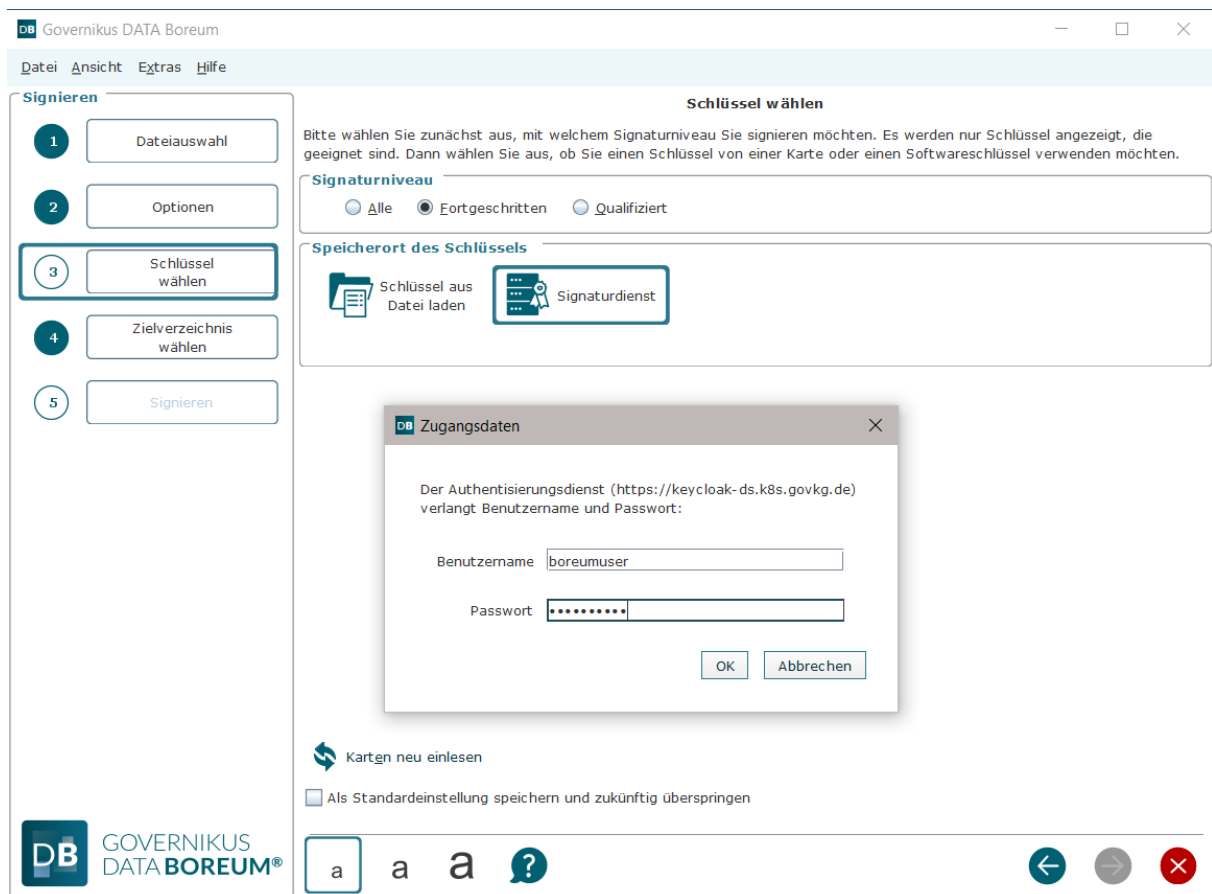 DB Governikus DATA Boreum
Datei Ansicht Extras Hilfe
Signieren
1 Dateiauswahl
2 Optionen
3 Schlüssel
wählen
4 Zielverzeichnis
wählen
5 Signieren
Schlüssel wählen
Bitte wählen Sie zunächst aus, mit welchem Signaturniveau Sie signieren möchten. Es werden nur Schlüssel angezeigt, die
geeignet sind. Dann wählen Sie aus, ob Sie einen Schlüssel von einer Karte oder einen Softwareschlüssel verwenden möchten.
Signaturniveau
Alle Fortgeschritten Qualifiziert
Speicherort des Schlüssels
Schlüssel aus
Datei laden
Signaturdienst
DB Zugangsdaten
Der Authentisierungsdienst (https://keycloak-ds.k8s.govkg.de)
verlangt Benutzername und Passwort:
Benutzername boreumuser
Passwort ••••••••••
OK Abbrechen
Karten neu einlesen
Als Standardeinstellung speichern und zukünftig überspringen
DB GOVERNIKUS
DATA BOREUM®
a a a ?